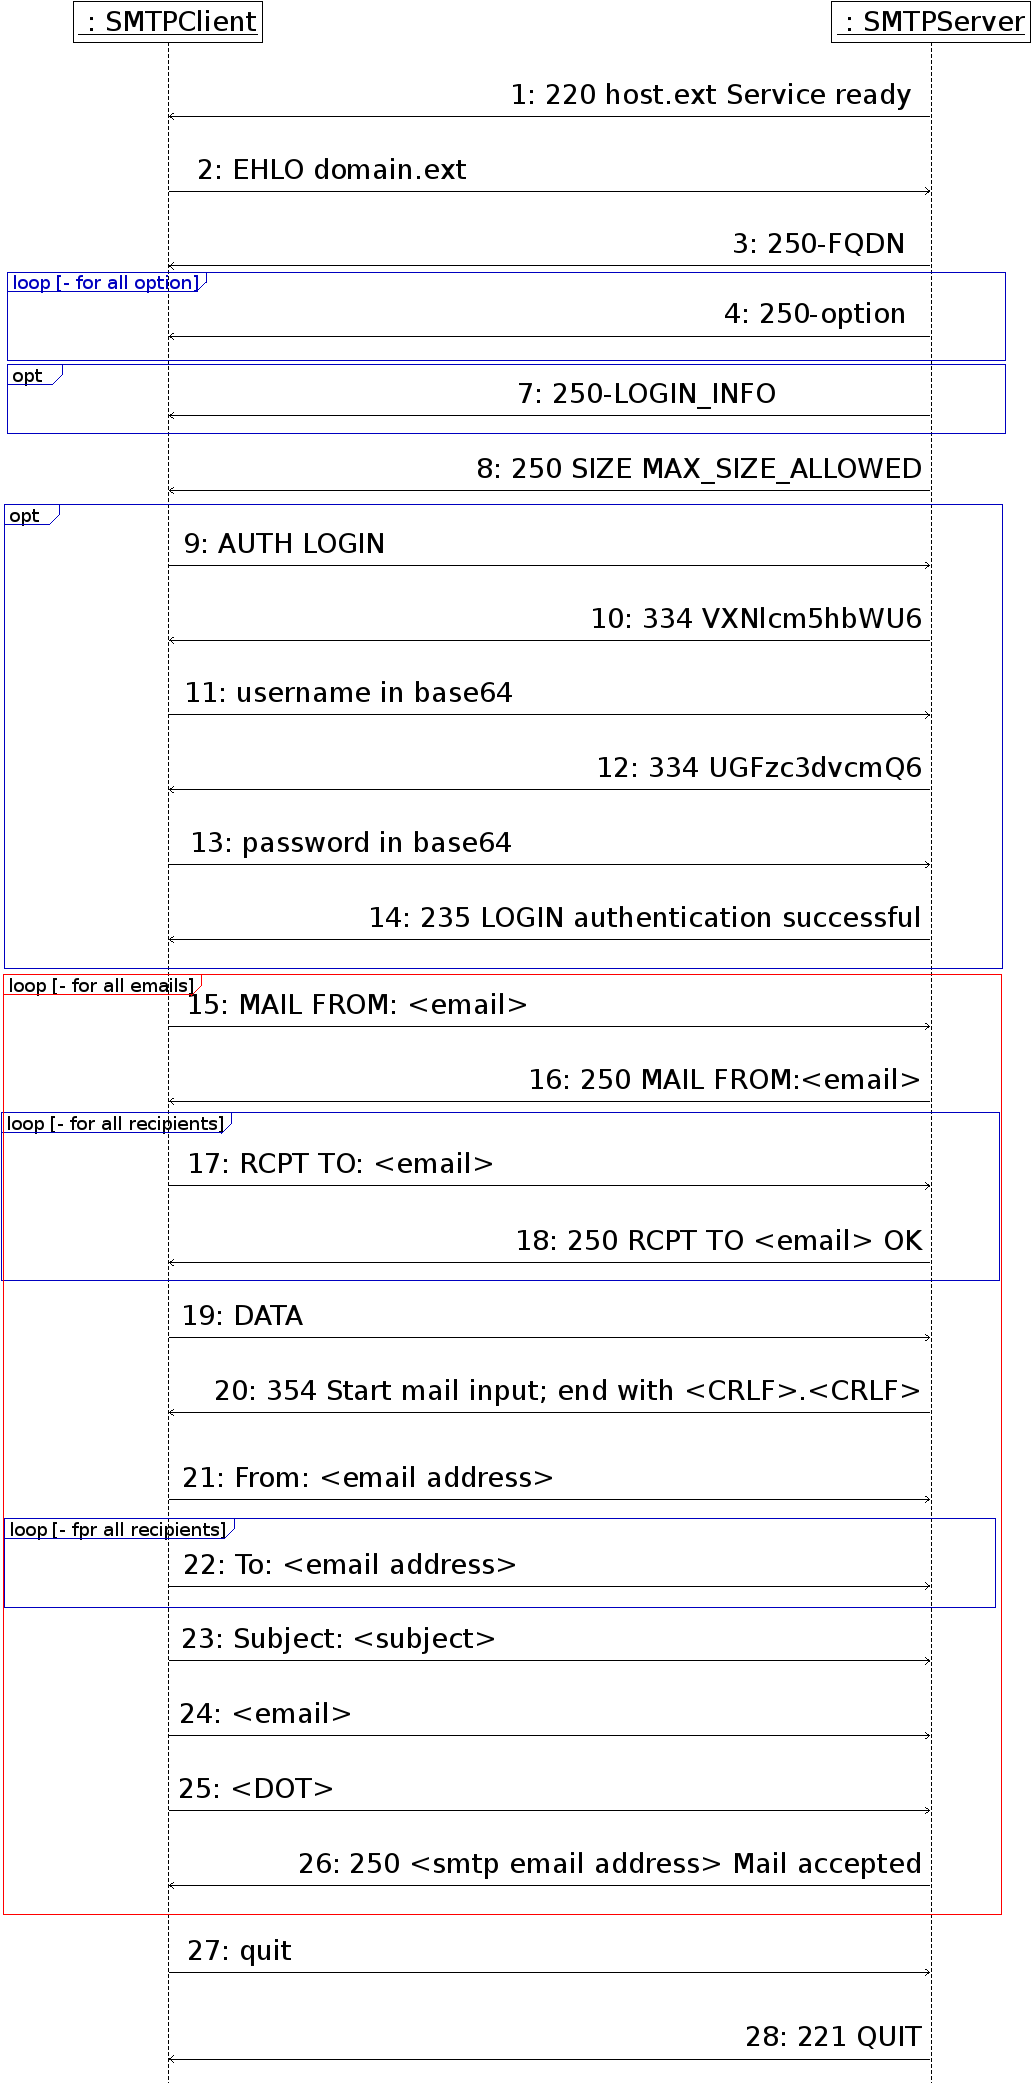 : SMTPClient
: SMTPServer
1: 220 host.ext Service ready
2: EHLO domain.ext
3: 250-FQDN
loop [- for all option]
4: 250-option
opt
7: 250-LOGIN_INFO
8: 250 SIZE MAX_SIZE_ALLOWED
opt
9: AUTH LOGIN
10: 334 VXNlcm5hbWU6
11: username in base64
12: 334 UGFzc3dvcmQ6
13: password in base64
14: 235 LOGIN authentication successful
loop [- for all emails]
15: MAIL FROM: <email>
16: 250 MAIL FROM:<email>
loop [- for all recipients]
17: RCPT TO: <email>
18: 250 RCPT TO <email> OK
19: DATA
20: 354 Start mail input; end with <CRLF>.<CRLF>
21: From: <email address>
loop [- fpr all recipients]
22: To: <email address>
23: Subject: <subject>
24: <email>
25: <DOT>
26: 250 <smtp email address> Mail accepted
27: quit
28: 221 QUIT